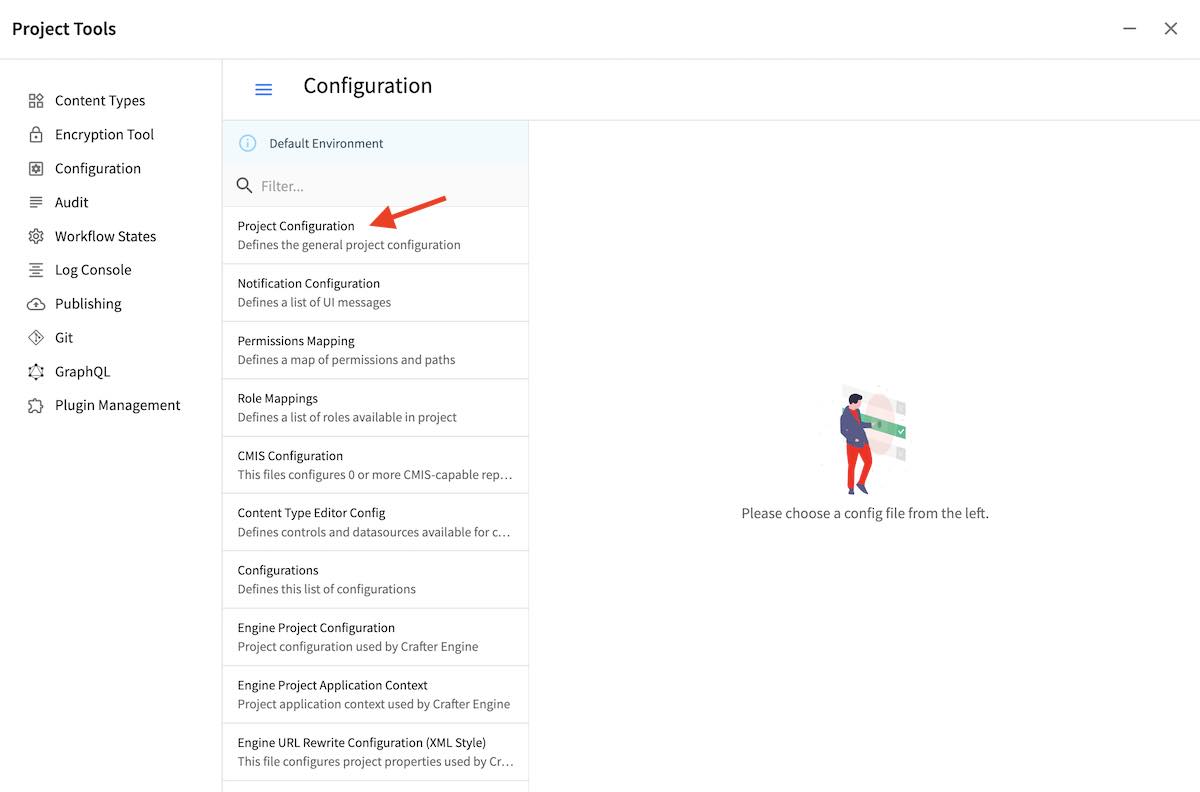 Project Tools
Content Types
Encryption Tool
Configuration
Audit
Workflow States
Log Console
Publishing
Git
GraphQL
Plugin Management
Configuration
Default Environment
Filter...
Project Configuration
Defines the general project configuration
Notification Configuration
Defines a list of UI messages
Permissions Mapping
Defines a map of permissions and paths
Role Mappings
Defines a list of roles available in project
CMIS Configuration
This files configures 0 or more CMIS-capable rep...
Content Type Editor Config
Defines controls and datasources available for c...
Configurations
Defines this list of configurations
Engine Project Configuration
Project configuration used by Crafter Engine
Engine Project Application Context
Project application context used by Crafter Engine
Engine URL Rewrite Configuration (XML Style)
This file configures project properties used by Cr...
Please choose a config file from the left.